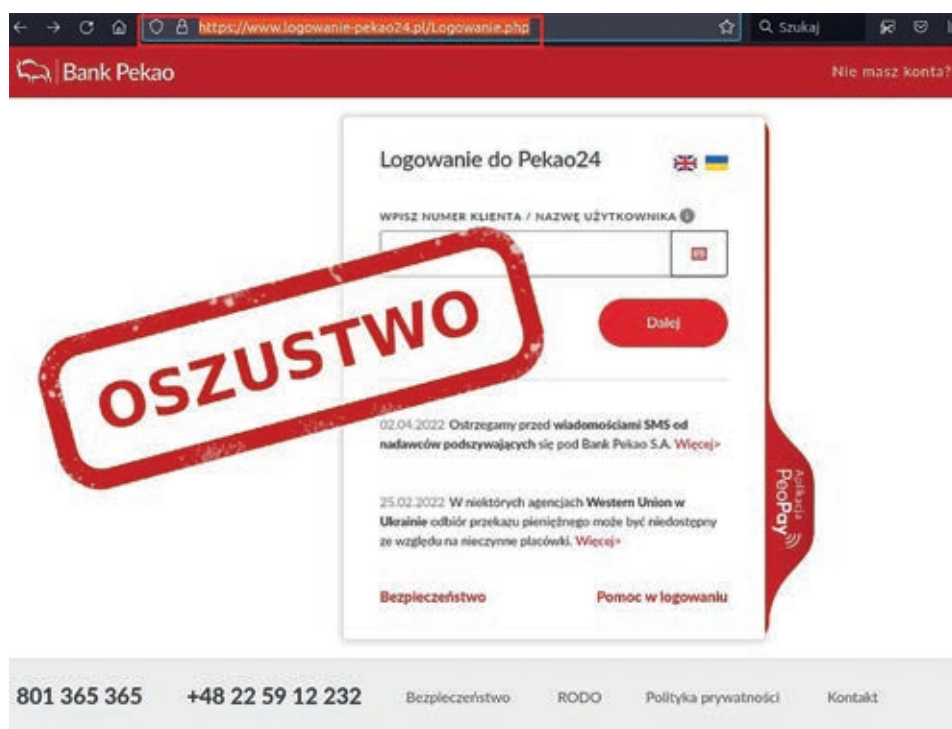 https://www.logowanie-pekao24.pl/Logowanie.php
Szukaj
Bank Pekao
Nie masz konta?
Logowanie do Pekao24
WPISZ NUMER KLIENTA / NAZWĘ UŻYTKOWNIKA
Dalej
OSZUSTWO
02.04.2022 Ostrzegamy przed wiadomościami SMS od
nadawców podszywających się pod Bank Pekao S.A. Więcej>
25.02.2022 W niektórych agencjach Western Union w
Ukrainie odbiór przekazu pieniężnego może być niedostępny
ze względu na nieczynne placówki. Więcej>
Aplikacja
PeoPay
Bezpieczeństwo
Pomoc w logowaniu
801 365 365
+48 22 59 12 232
Bezpieczeństwo
RODO
Polityka prywatności
Kontakt